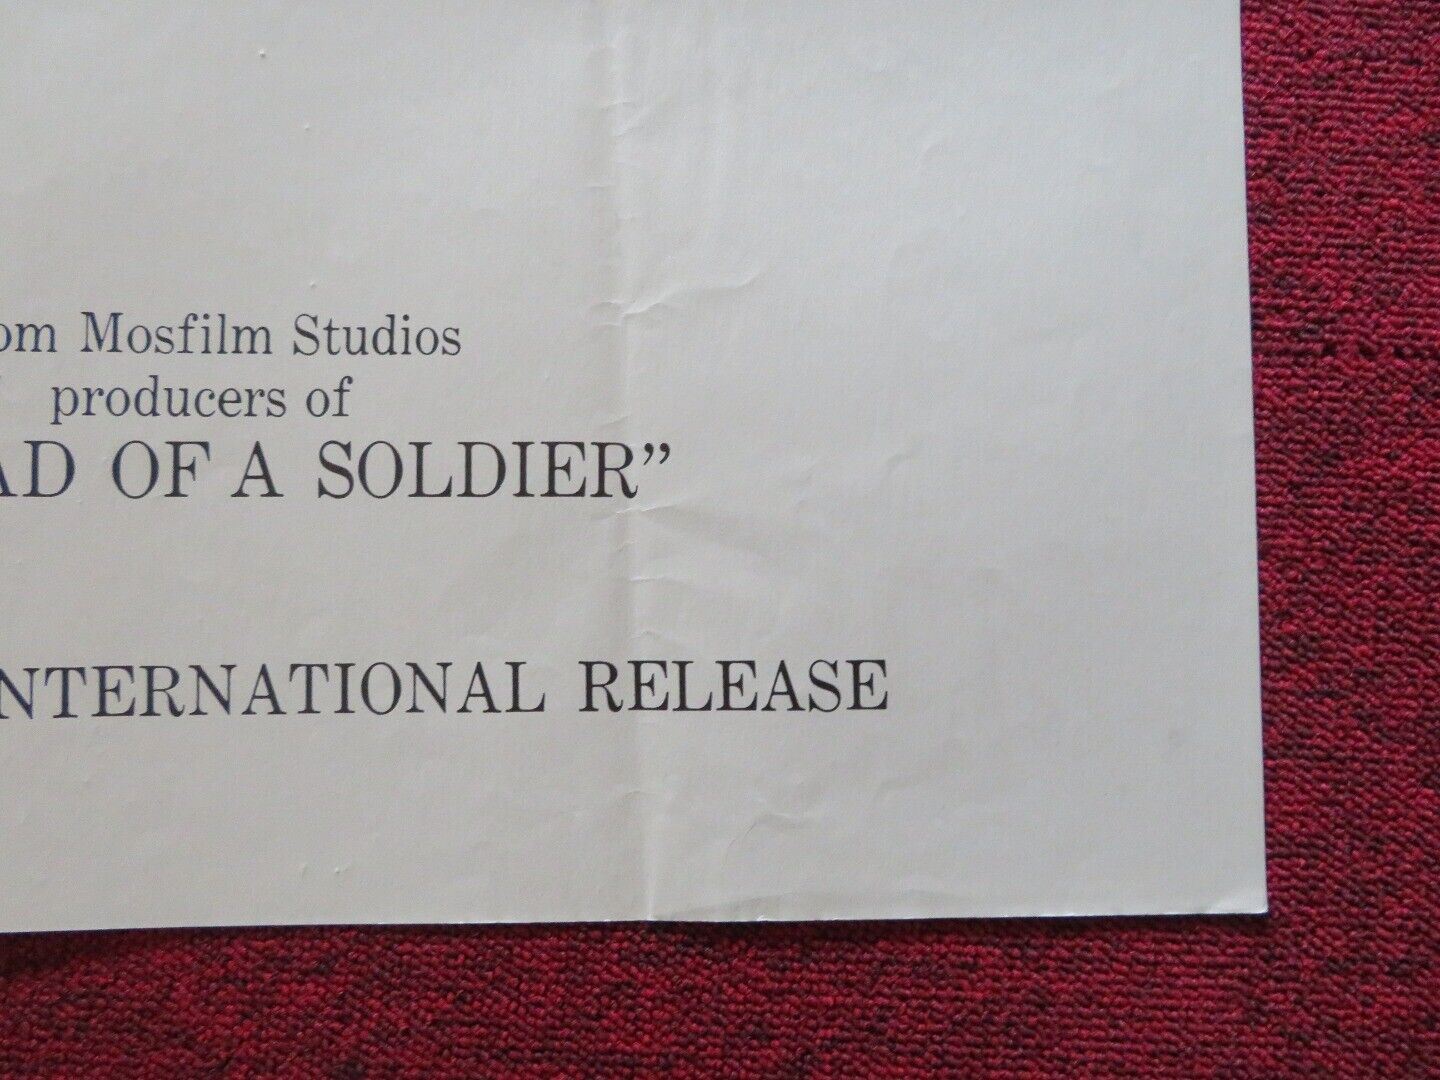 om Mosfilm Studios
producers of
AD OF A SOLDIER”
NTERNATIONAL RELEASE